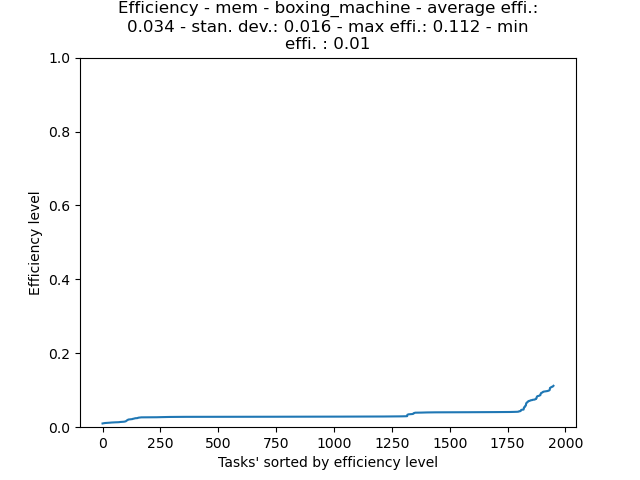 Efficiency - mem - boxing_machine - average effi.:
0.034 - stan. dev.: 0.016 - max effi.: 0.112 - min
effi. : 0.01
1.0
0.8
0.6
0.4
0.2
0.0
Efficiency level
0 250 500 750 1000 1250 1500 1750 2000
Tasks' sorted by efficiency level